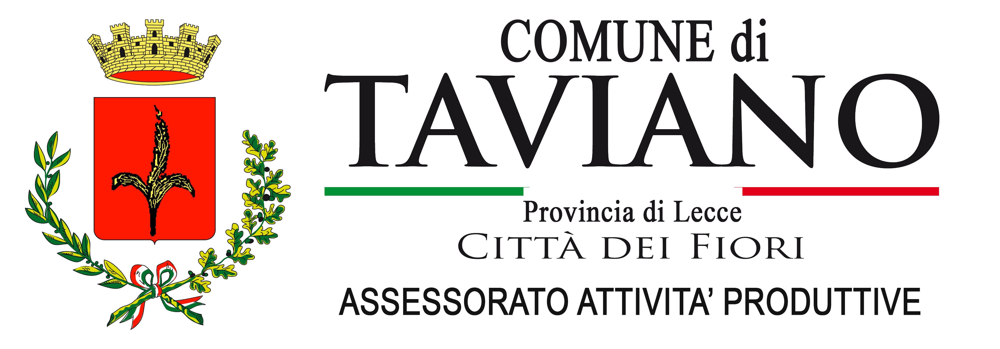 COMUNE di
TAVIANO
Provincia di Lecce
CITTÀ DEI FIORI
ASSESSORATO ATTIVITA' PRODUTTIVE